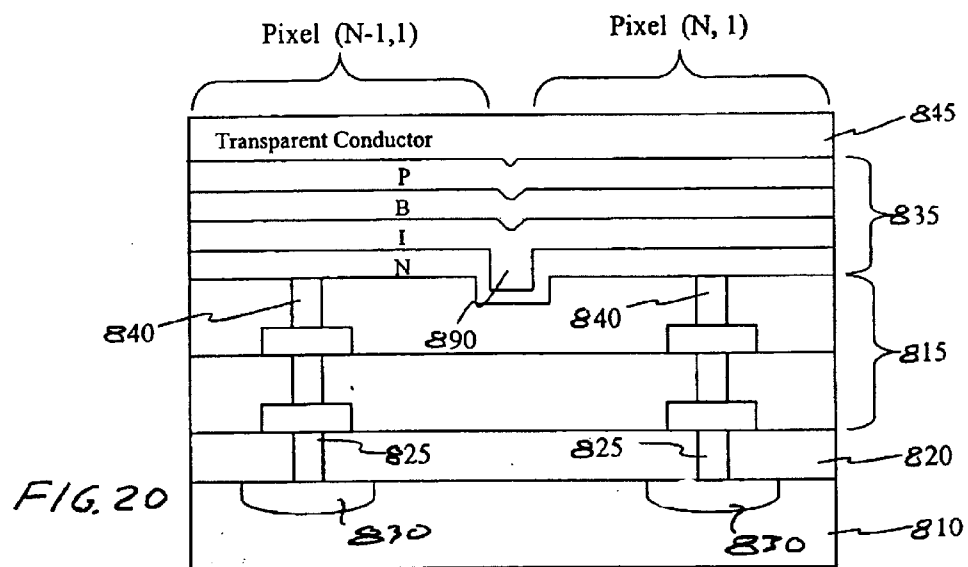 Pixel (N-1,1)
Pixel (N, 1)
845
Transparent Conductor
P
B
835
I
N
840
890
840
815
825
825
820
FIG. 20
830
830
810